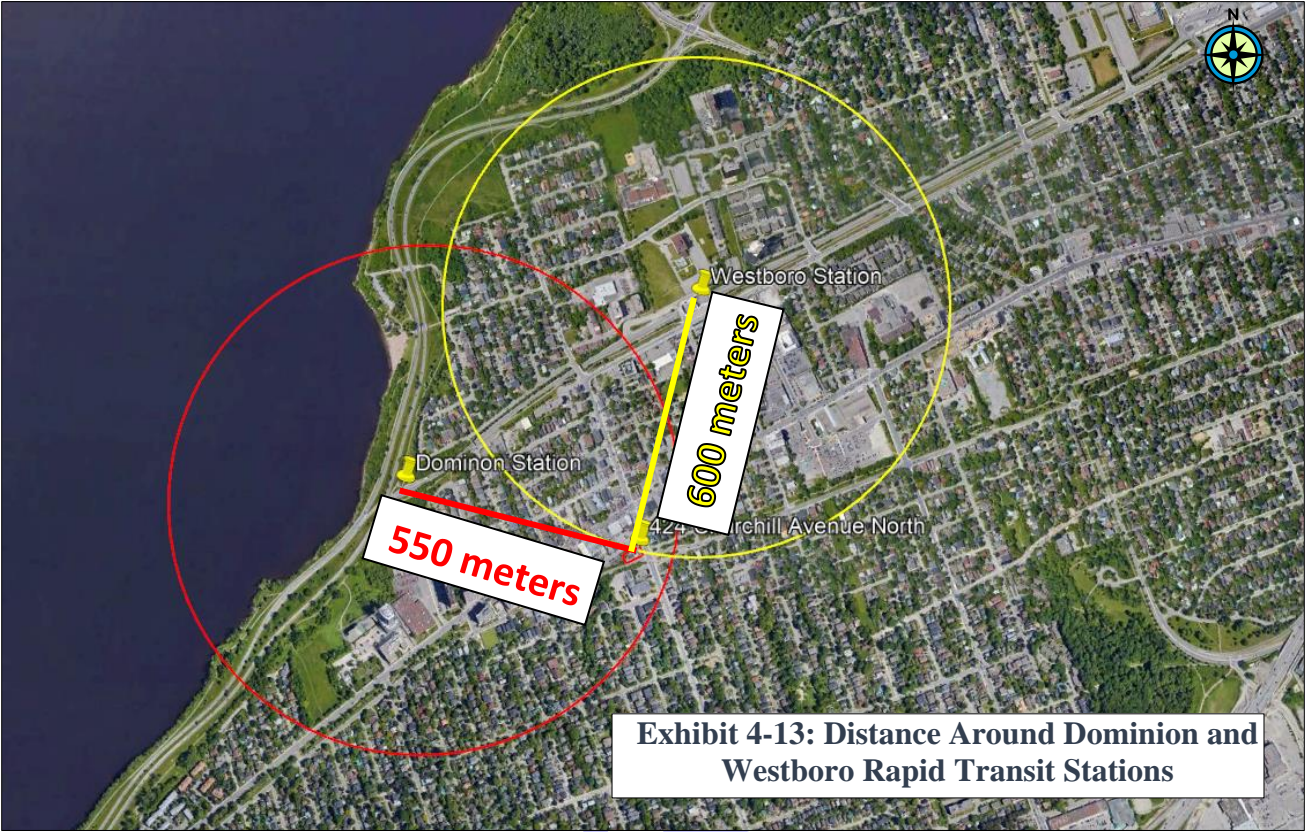 N
Westboro Station
600 meters
Dominon Station
424 Churchill Avenue North
550 meters
Exhibit 4-13: Distance Around Dominion and
Westboro Rapid Transit Stations